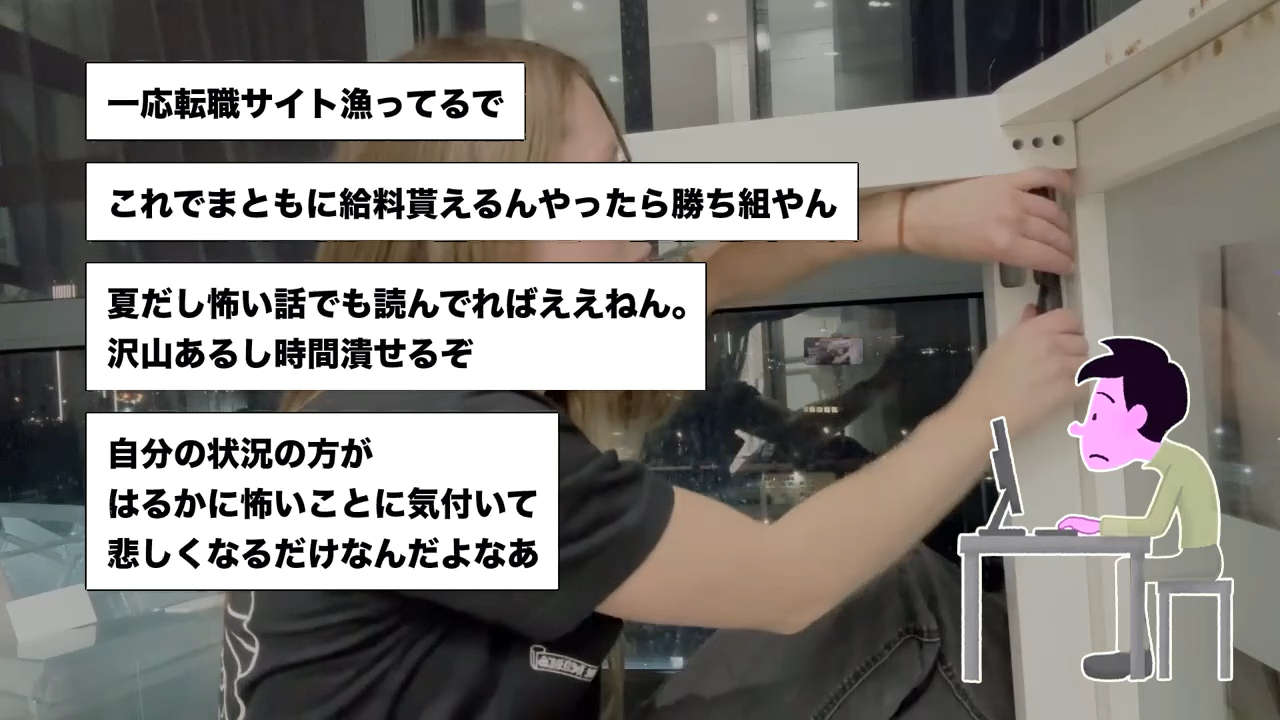 一応転職サイト漁ってるで
これでまともに給料貰えるんやったら勝ち組やん
夏だし怖い話でも読んでればええねん。
沢山あるし時間潰せるぞ
自分の状況の方が
はるかに怖いことに気付いて
悲しくなるだけなんだよなあ